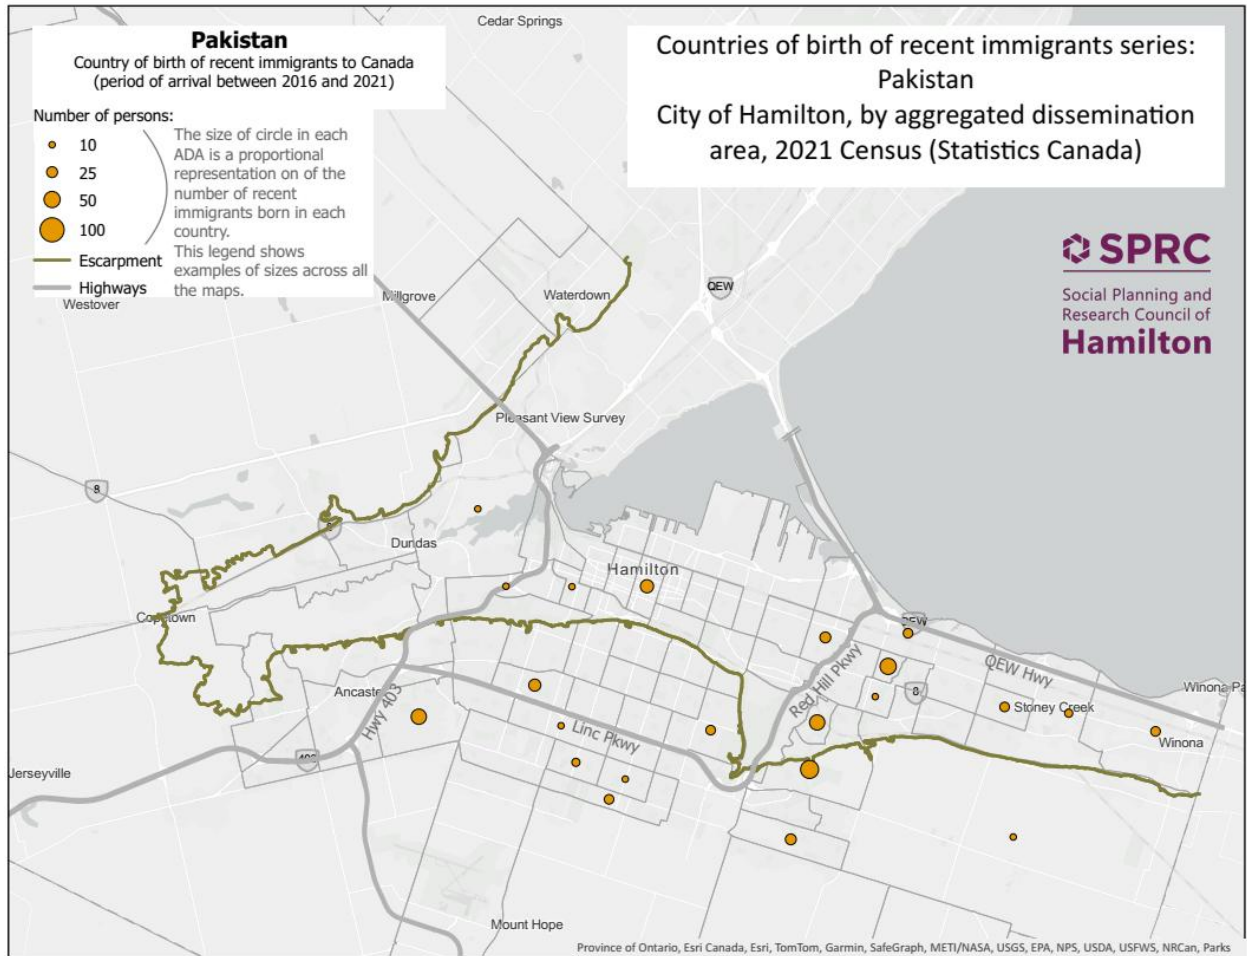 Cedar Springs
Pakistan
Country of birth of recent immigrants to Canada
(period of arrival between 2016 and 2021)
Number of persons:
10
25
50
100
The size of circle in each
ADA is a proportional
representation on of the
number of recent
immigrants born in each
country.
This legend shows
examples of sizes across all
the maps.
Escarpment
Highways
Countries of birth of recent immigrants series:
Pakistan
City of Hamilton, by aggregated dissemination
area, 2021 Census (Statistics Canada)
SPRC
Social Planning and
Research Council of
Hamilton
Westover
Millgrove
Waterdown
QEW
Pleasant View Survey
8
Dundas
Hamilton
Copetown
QEW
QEW Hwy
Red Hill Pkwy
8
Winona Pa
Ancaste
Hwy 403
Stoney Creek
Linc Pkwy
Winona
403
Jerseyville
Mount Hope
Province of Ontario, Esri Canada, Esri, TomTom, Garmin, SafeGraph, METI/NASA, USGS, EPA, NPS, USDA, USFWS, NRCan, Parks